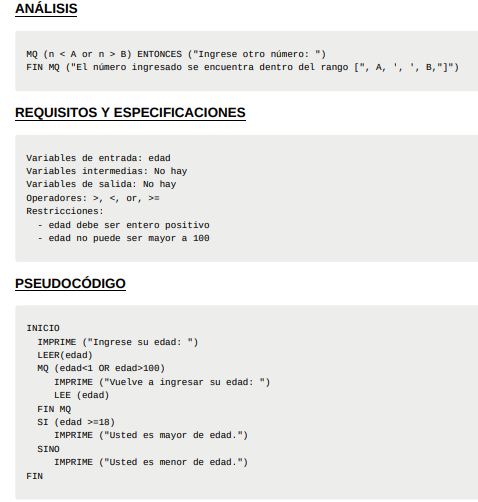 ANÁLISIS
MQ (n < A or n > B) ENTONCES ("Ingrese otro número: ")
FIN MQ ("El número ingresado se encuentra dentro del rango [", A, ', ', B,"]")
REQUISITOS Y ESPECIFICACIONES
Variables de entrada: edad
Variables intermedias: No hay
Variables de salida: No hay
Operadores: >, <, or, >=
Restricciones:
- edad debe ser entero positivo
- edad no puede ser mayor a 100
PSEUDOCÓDIGO
INICIO
IMPRIME ("Ingrese su edad: ")
LEER(edad)
MQ (edad<1 OR edad>100)
IMPRIME ("Vuelve a ingresar su edad: ")
LEE (edad)
FIN MQ
SI (edad >=18)
IMPRIME ("Usted es mayor de edad.")
SINO
IMPRIME ("Usted es menor de edad.")
FIN